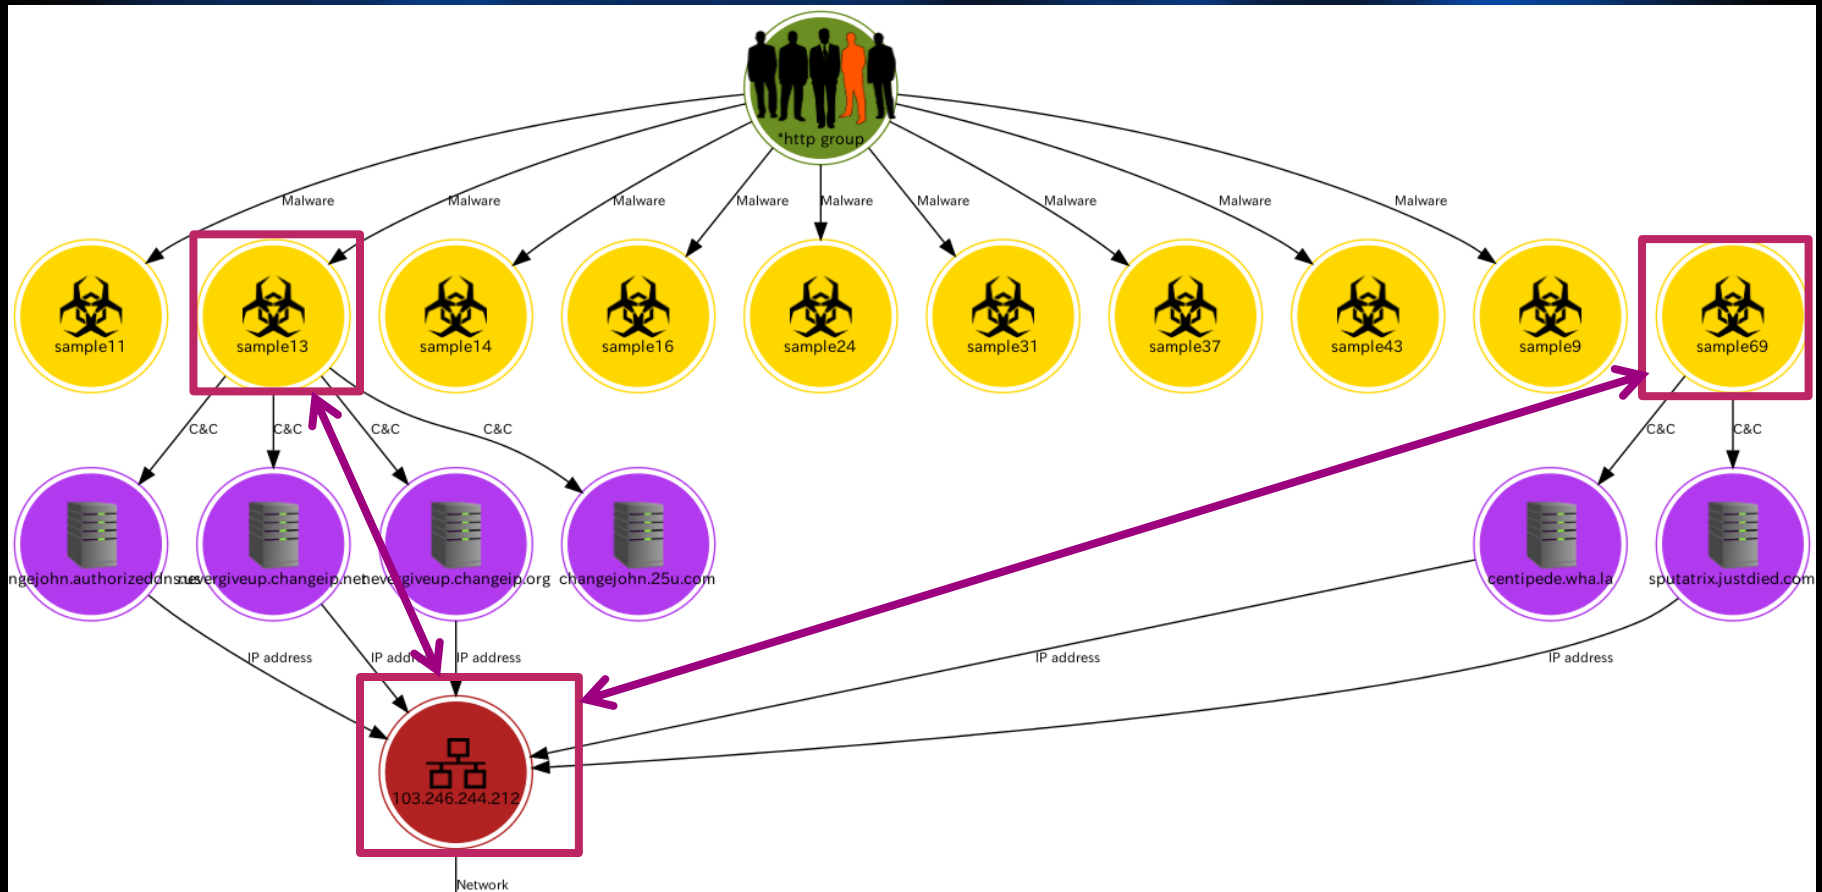 *http group
Malware
Malware
Malware
Malware
Malware
Malware
Malware
Malware
Malware
sample11
sample13
sample14
sample16
sample24
sample31
sample37
sample43
sample9
sample69
C&C
C&C
C&C
C&C
C&C
C&C
ngejohn.authorizeddns.us
nevergiveup.changeip.net
nevergiveup.changeip.org
changejohn.25u.com
centipede.wha.la
sputatrix.justdied.com
IP address
IP addr
IP address
IP address
IP address
103.246.244.212
Network